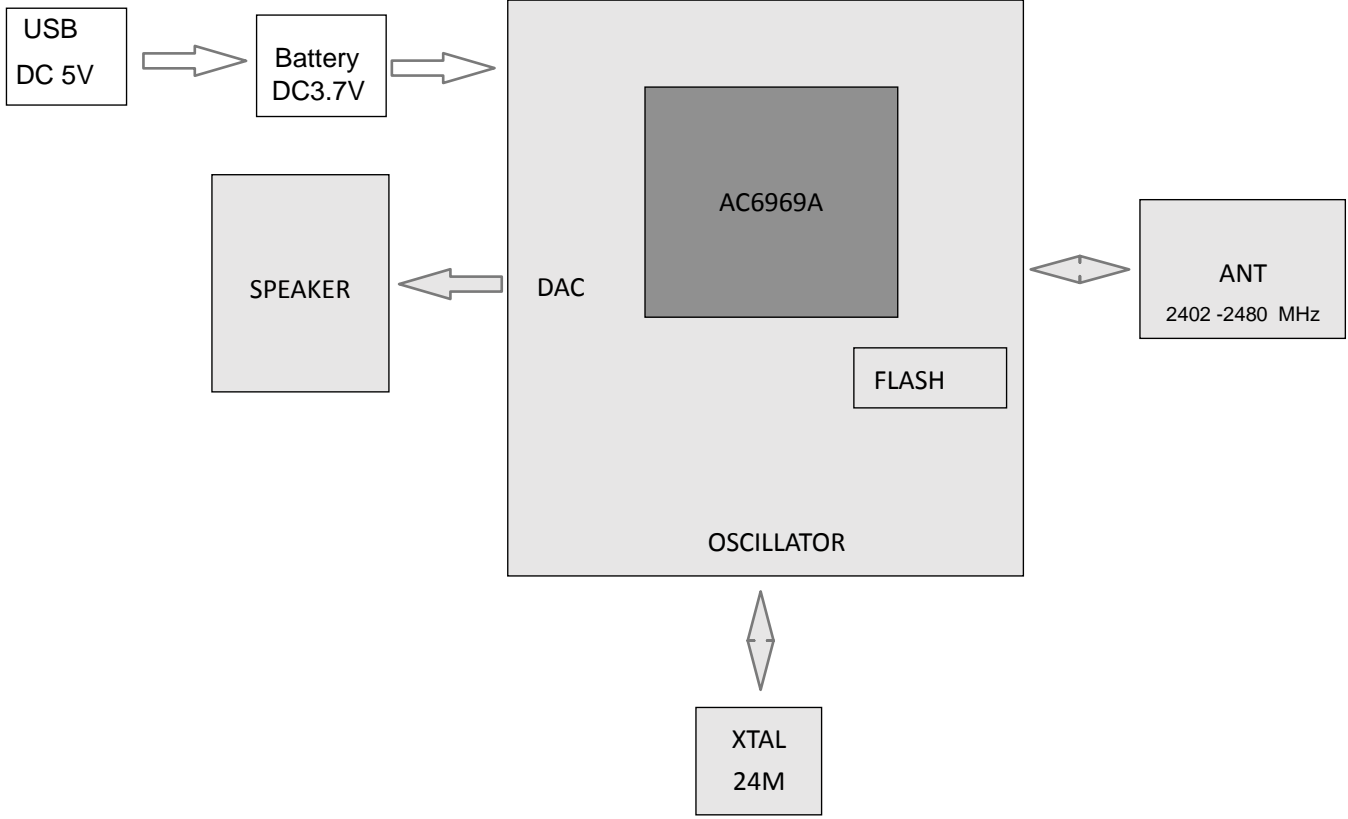 USB
DC 5V
Battery
DC3.7V
AC6969A
SPEAKER
DAC
ANT
2402 -2480 MHz
FLASH
OSCILLATOR
XTAL
24M